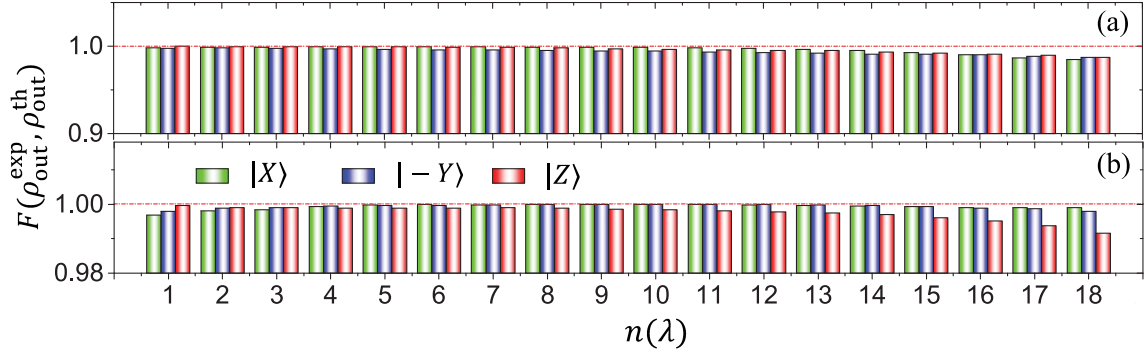 (a)
1.0
0.9
F(ρ_out^exp, ρ_out^th)
(b)
|X⟩ |−Y⟩ |Z⟩
1.00
0.98
1 2 3 4 5 6 7 8 9 10 11 12 13 14 15 16 17 18
n(λ)